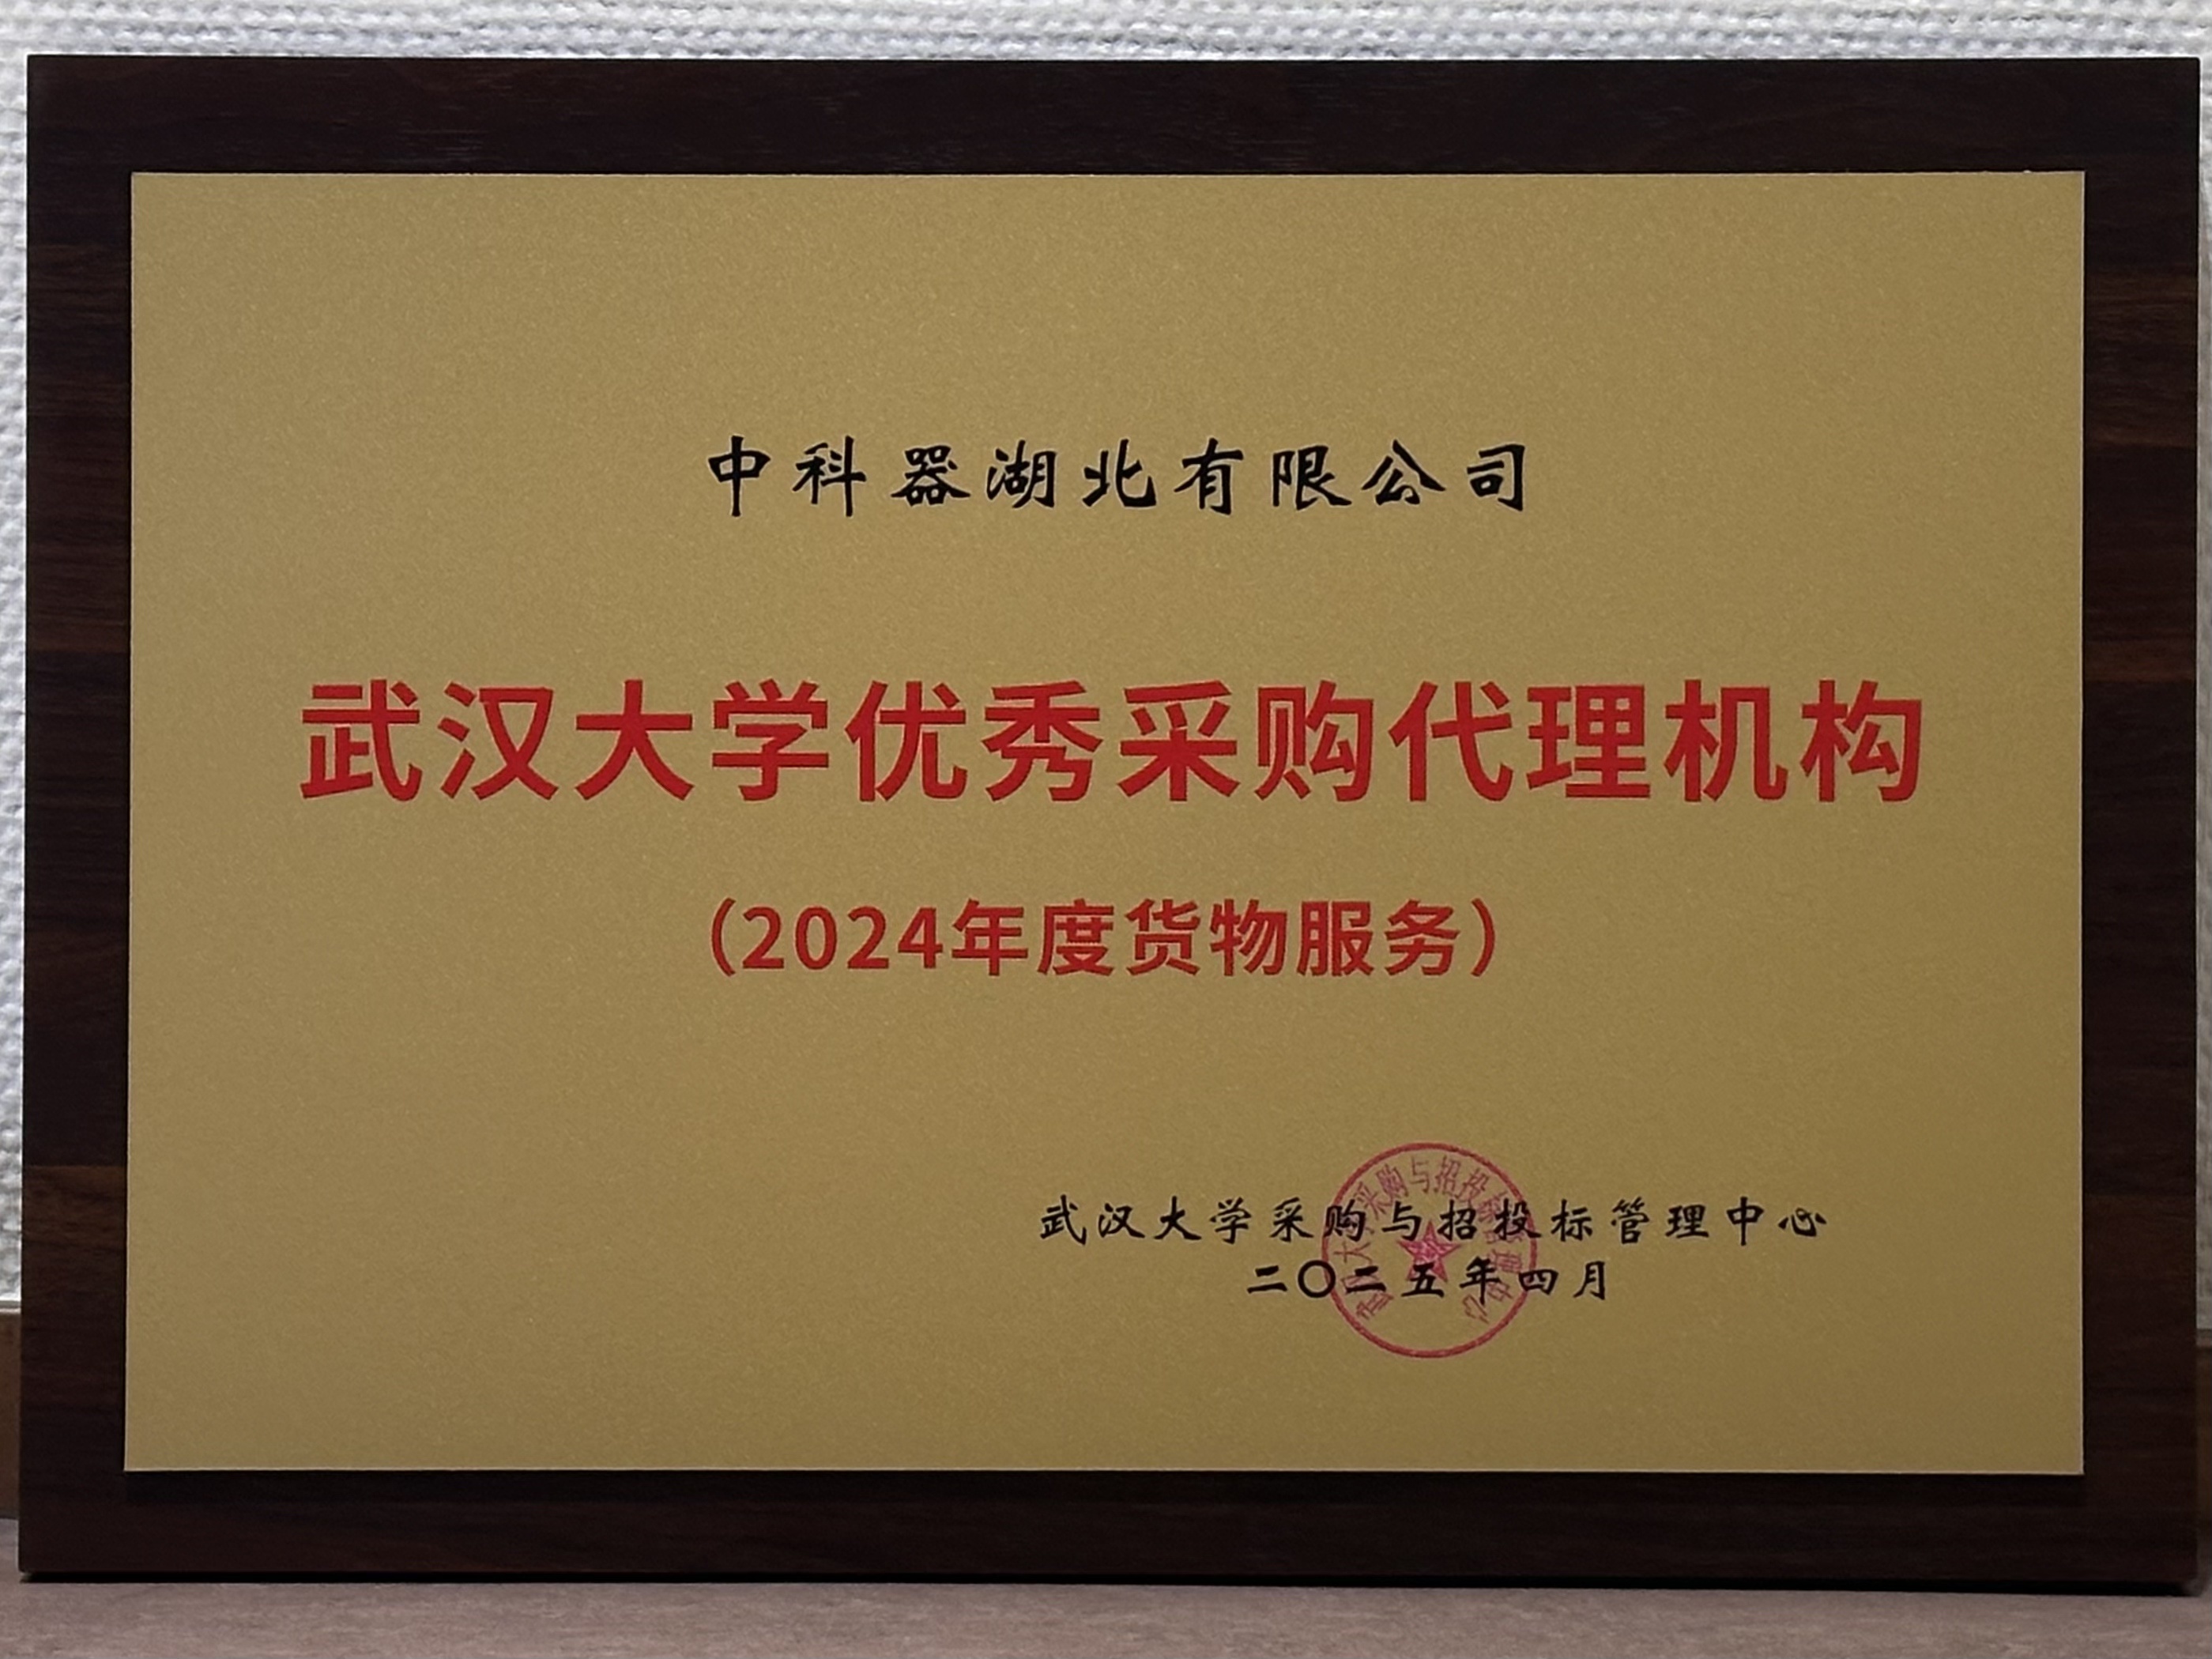 中科器湖北有限公司
武汉大学优秀采购代理机构
（2024年度货物服务）
武汉大学采购与招投标管理中心
二〇二五年四月